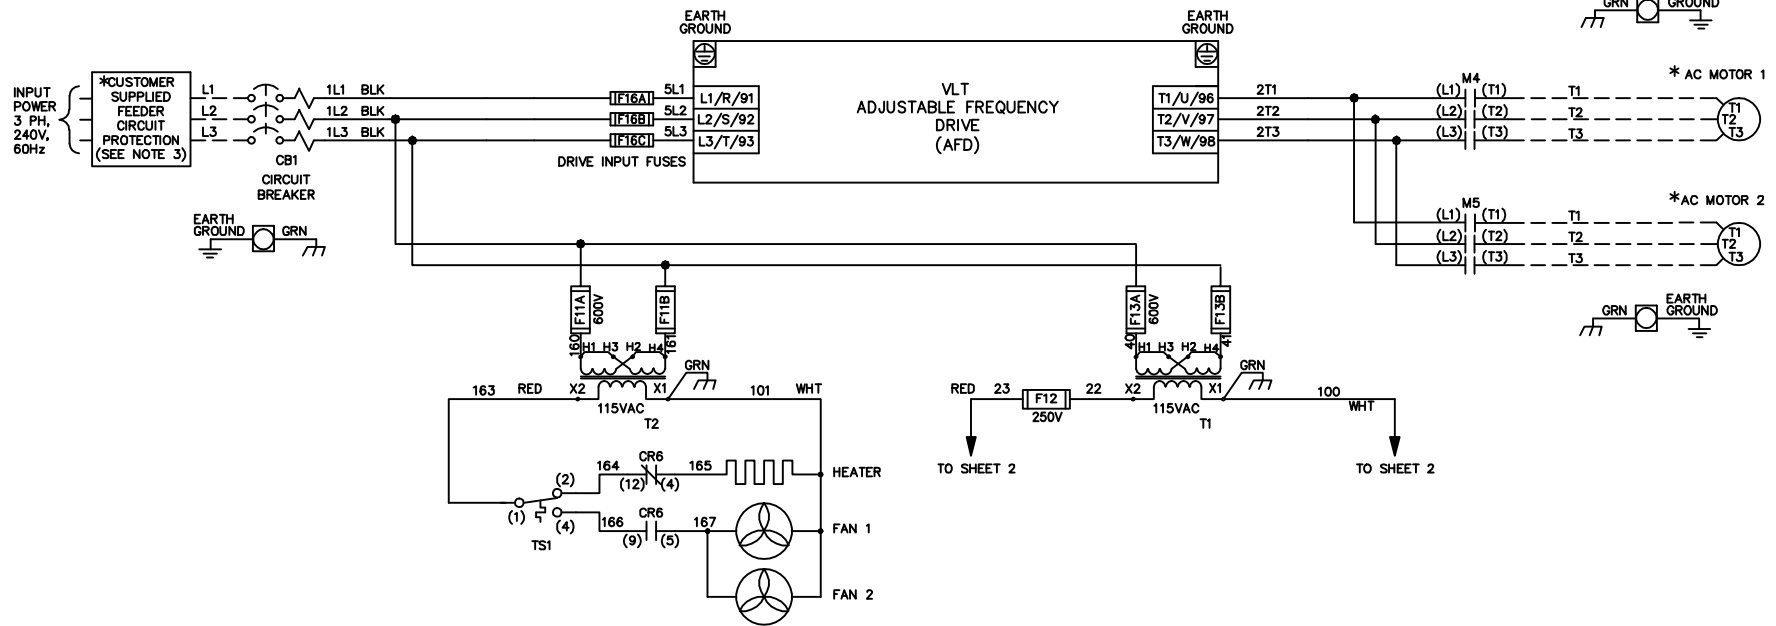 GRN
GROUND
EARTH
GROUND
EARTH
GROUND
INPUT
POWER
3 PH,
240V,
60Hz
*CUSTOMER
SUPPLIED
FEEDER
CIRCUIT
PROTECTION
(SEE NOTE 3)
L1
L2
L3
CB1
CIRCUIT
BREAKER
1L1 BLK
1L2 BLK
1L3 BLK
F16A
F16B
F16C
DRIVE INPUT FUSES
5L1
5L2
5L3
L1/R/91
L2/S/92
L3/T/93
VLT
ADJUSTABLE FREQUENCY
DRIVE
(AFD)
T1/U/96
T2/V/97
T3/W/98
2T1
2T2
2T3
M4
(L1) (T1)
(L2) (T2)
(L3) (T3)
T1
T2
T3
* AC MOTOR 1
T1
T2
T3
M5
(L1) (T1)
(L2) (T2)
(L3) (T3)
T1
T2
T3
*AC MOTOR 2
T1
T2
T3
EARTH
GROUND
GRN
GRN
EARTH
GROUND
F11A
600V
F11B
160
161
H1 H3 H2 H4
GRN
163
RED
X2
X1
101
WHT
115VAC
T2
F13A
600V
F13B
40
41
H1 H3 H2 H4
GRN
RED
23
F12
250V
22
X2
X1
115VAC
T1
100
WHT
TO SHEET 2
TO SHEET 2
(1)
(2)
(4)
TS1
164
CR6
(12) (4)
165
HEATER
166
CR6
(9) (5)
167
FAN 1
FAN 2